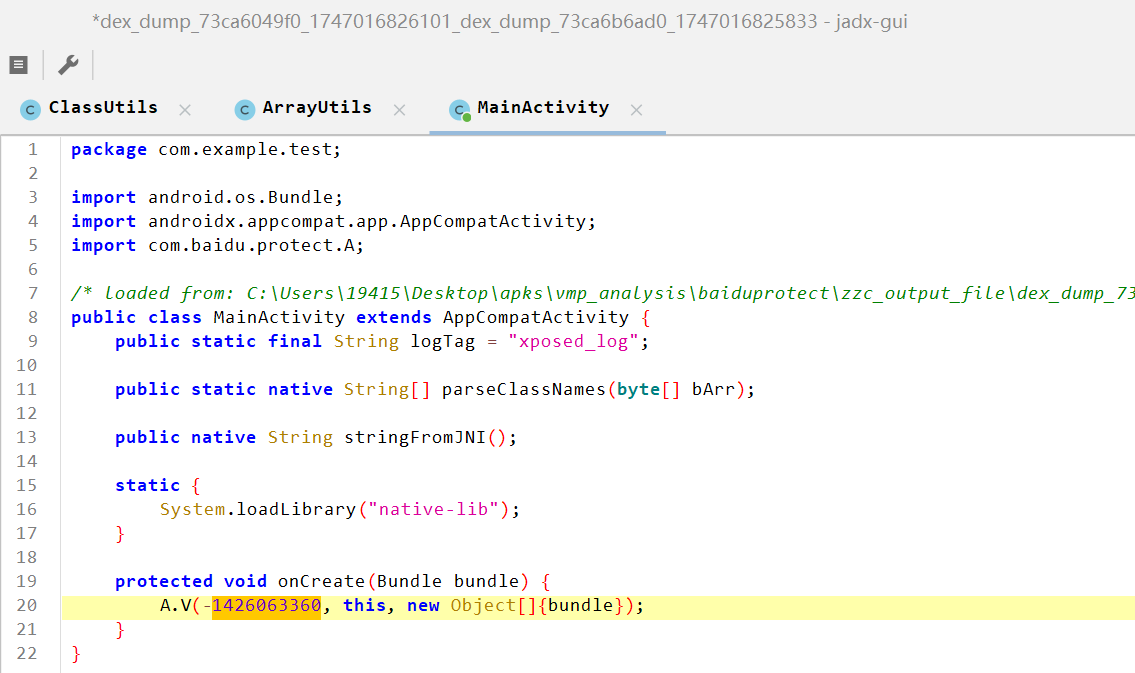 *dex_dump_73ca6049f0_1747016826101_dex_dump_73ca6b6ad0_1747016825833 - jadx-gui
C ClassUtils × C ArrayUtils × C MainActivity ×
1 package com.example.test;
2
3 import android.os.Bundle;
4 import androidx.appcompat.app.AppCompatActivity;
5 import com.baidu.protect.A;
6
7 /* loaded from: C:\Users\19415\Desktop\apks\vmp_analysis\baiduprotect\zzc_output_file\dex_dump_73
8 public class MainActivity extends AppCompatActivity {
9 public static final String logTag = "xposed_log";
10
11 public static native String[] parseClassNames(byte[] bArr);
12
13 public native String stringFromJNI();
14
15 static {
16 System.loadLibrary("native-lib");
17 }
18
19 protected void onCreate(Bundle bundle) {
20 A.V(-1426063360, this, new Object[]{bundle});
21 }
22 }